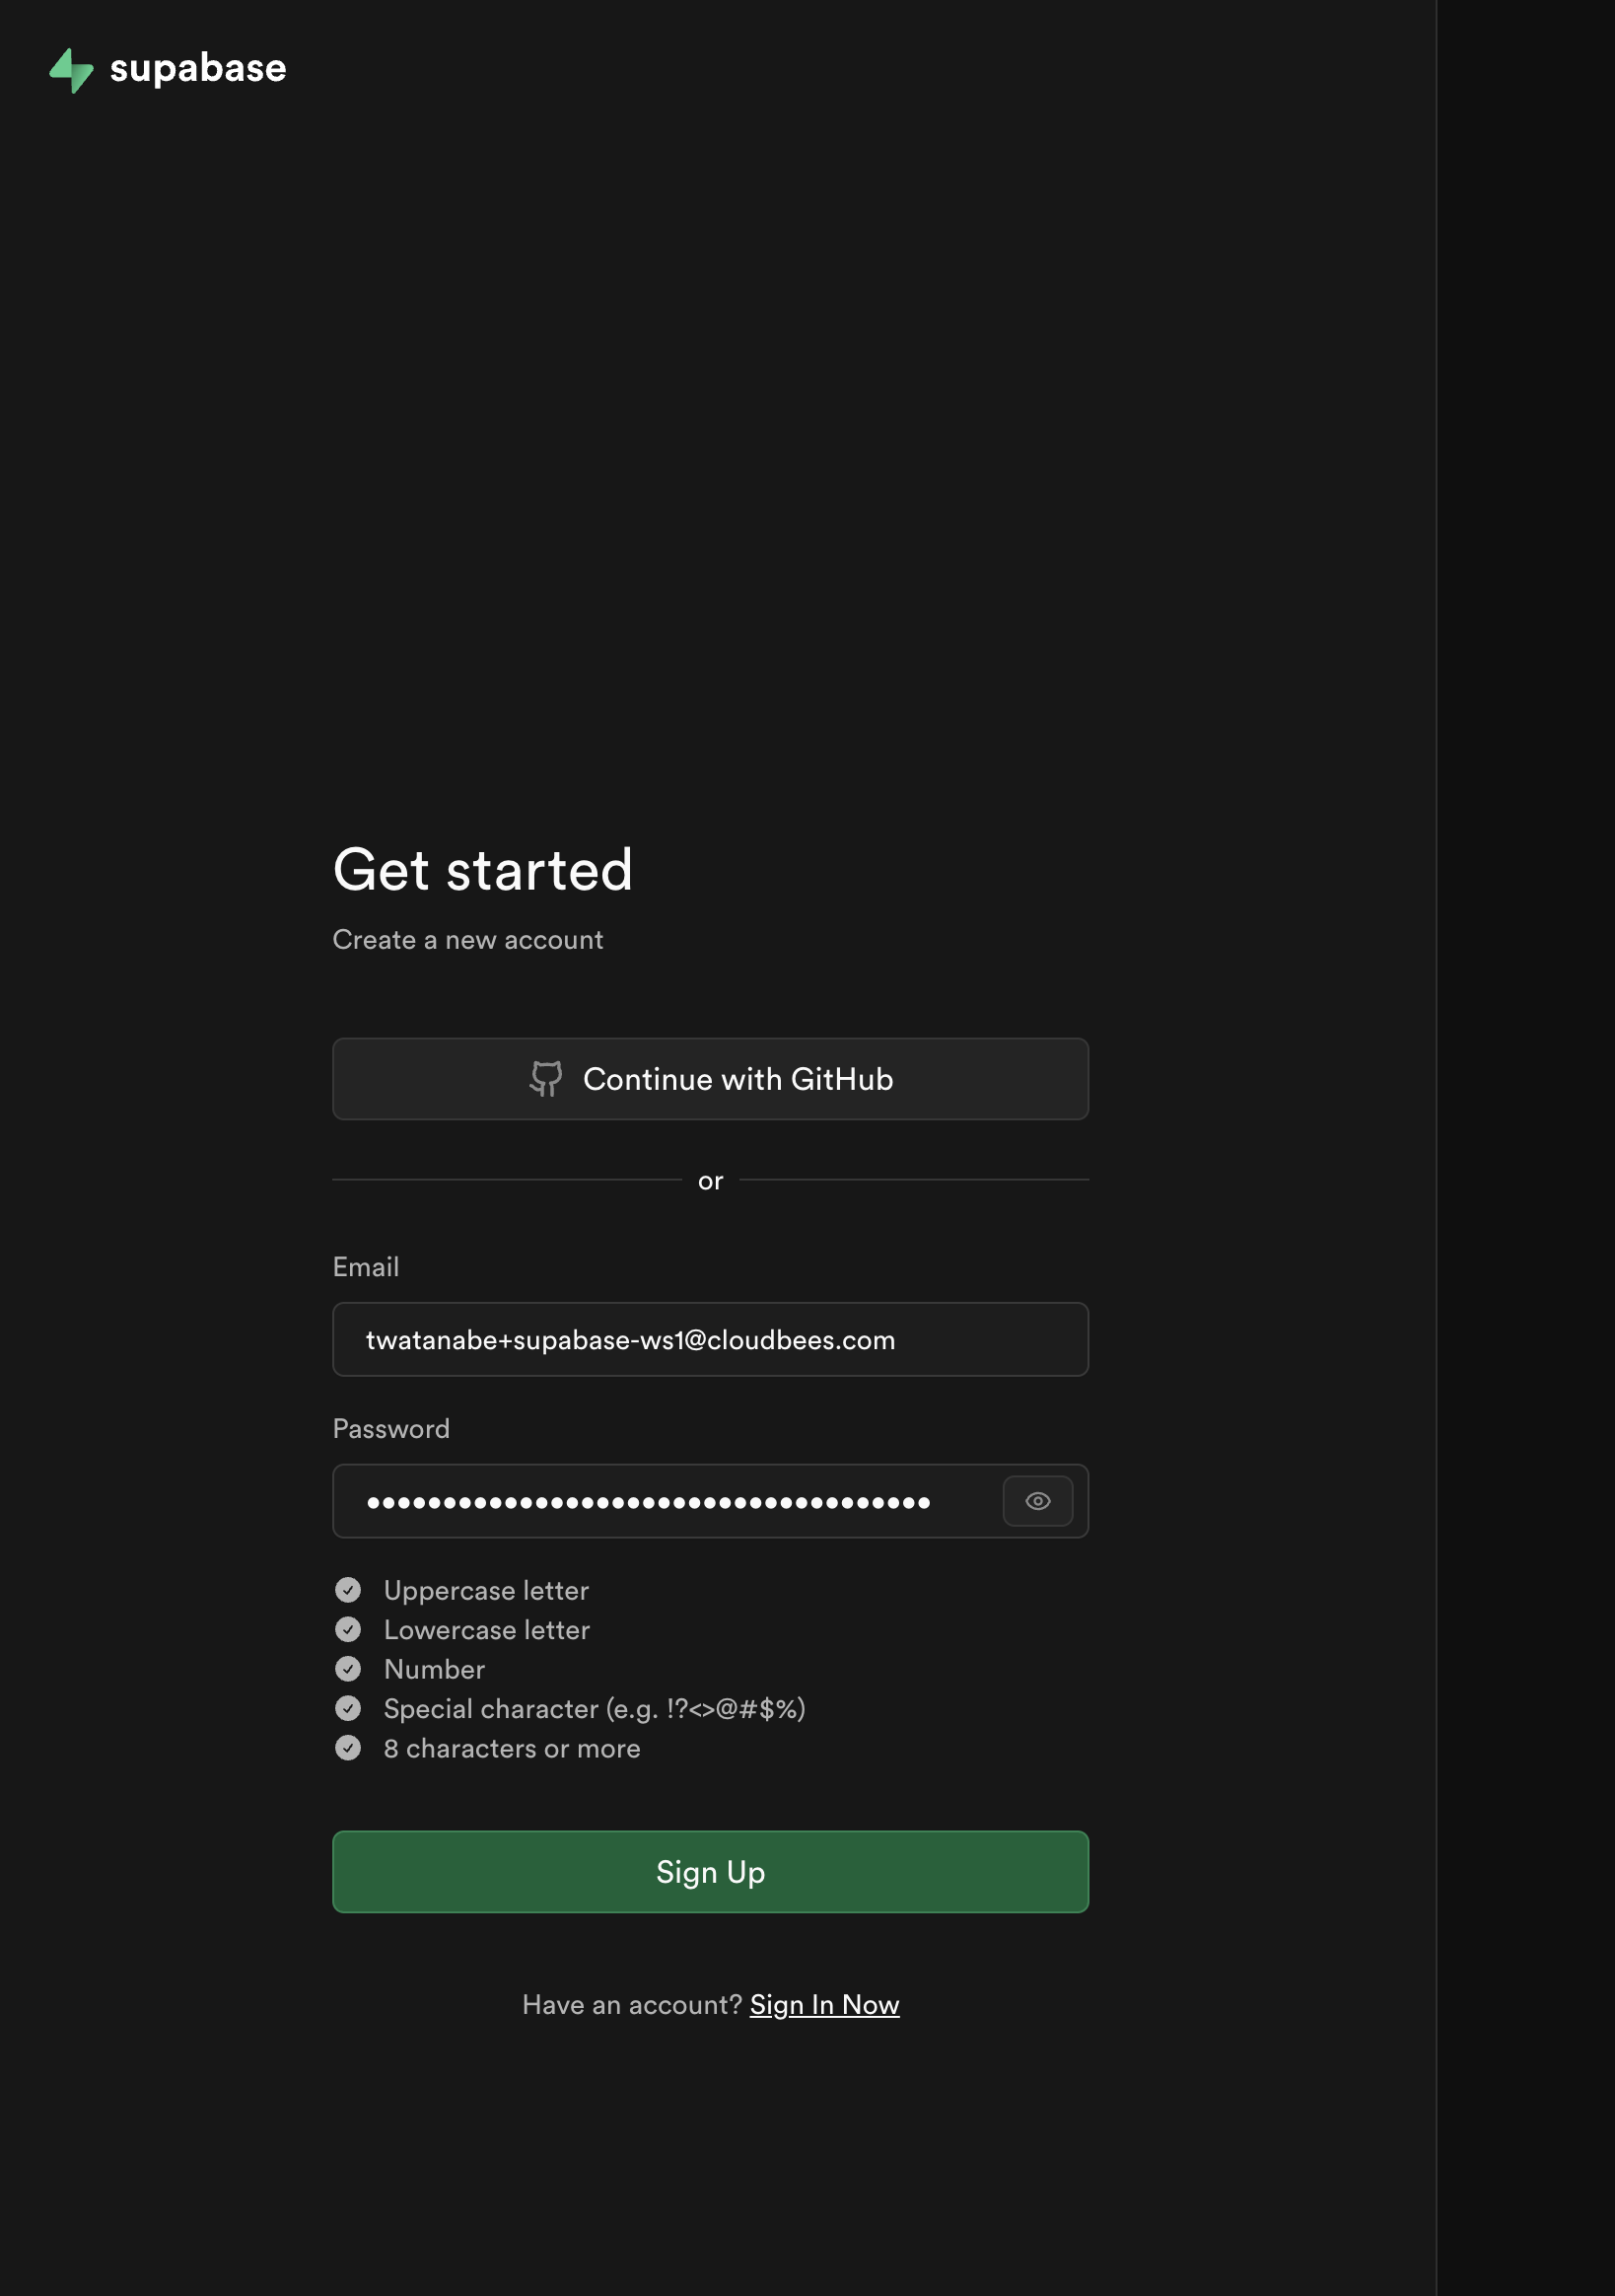 supabase
Get started
Create a new account
Continue with GitHub
or
Email
twatanabe+supabase-ws1@cloudbees.com
Password
•••••••••••••••••••••••••••••••••••••
Uppercase letter
Lowercase letter
Number
Special character (e.g. !?<>@#$%)
8 characters or more
Sign Up
Have an account? Sign In Now